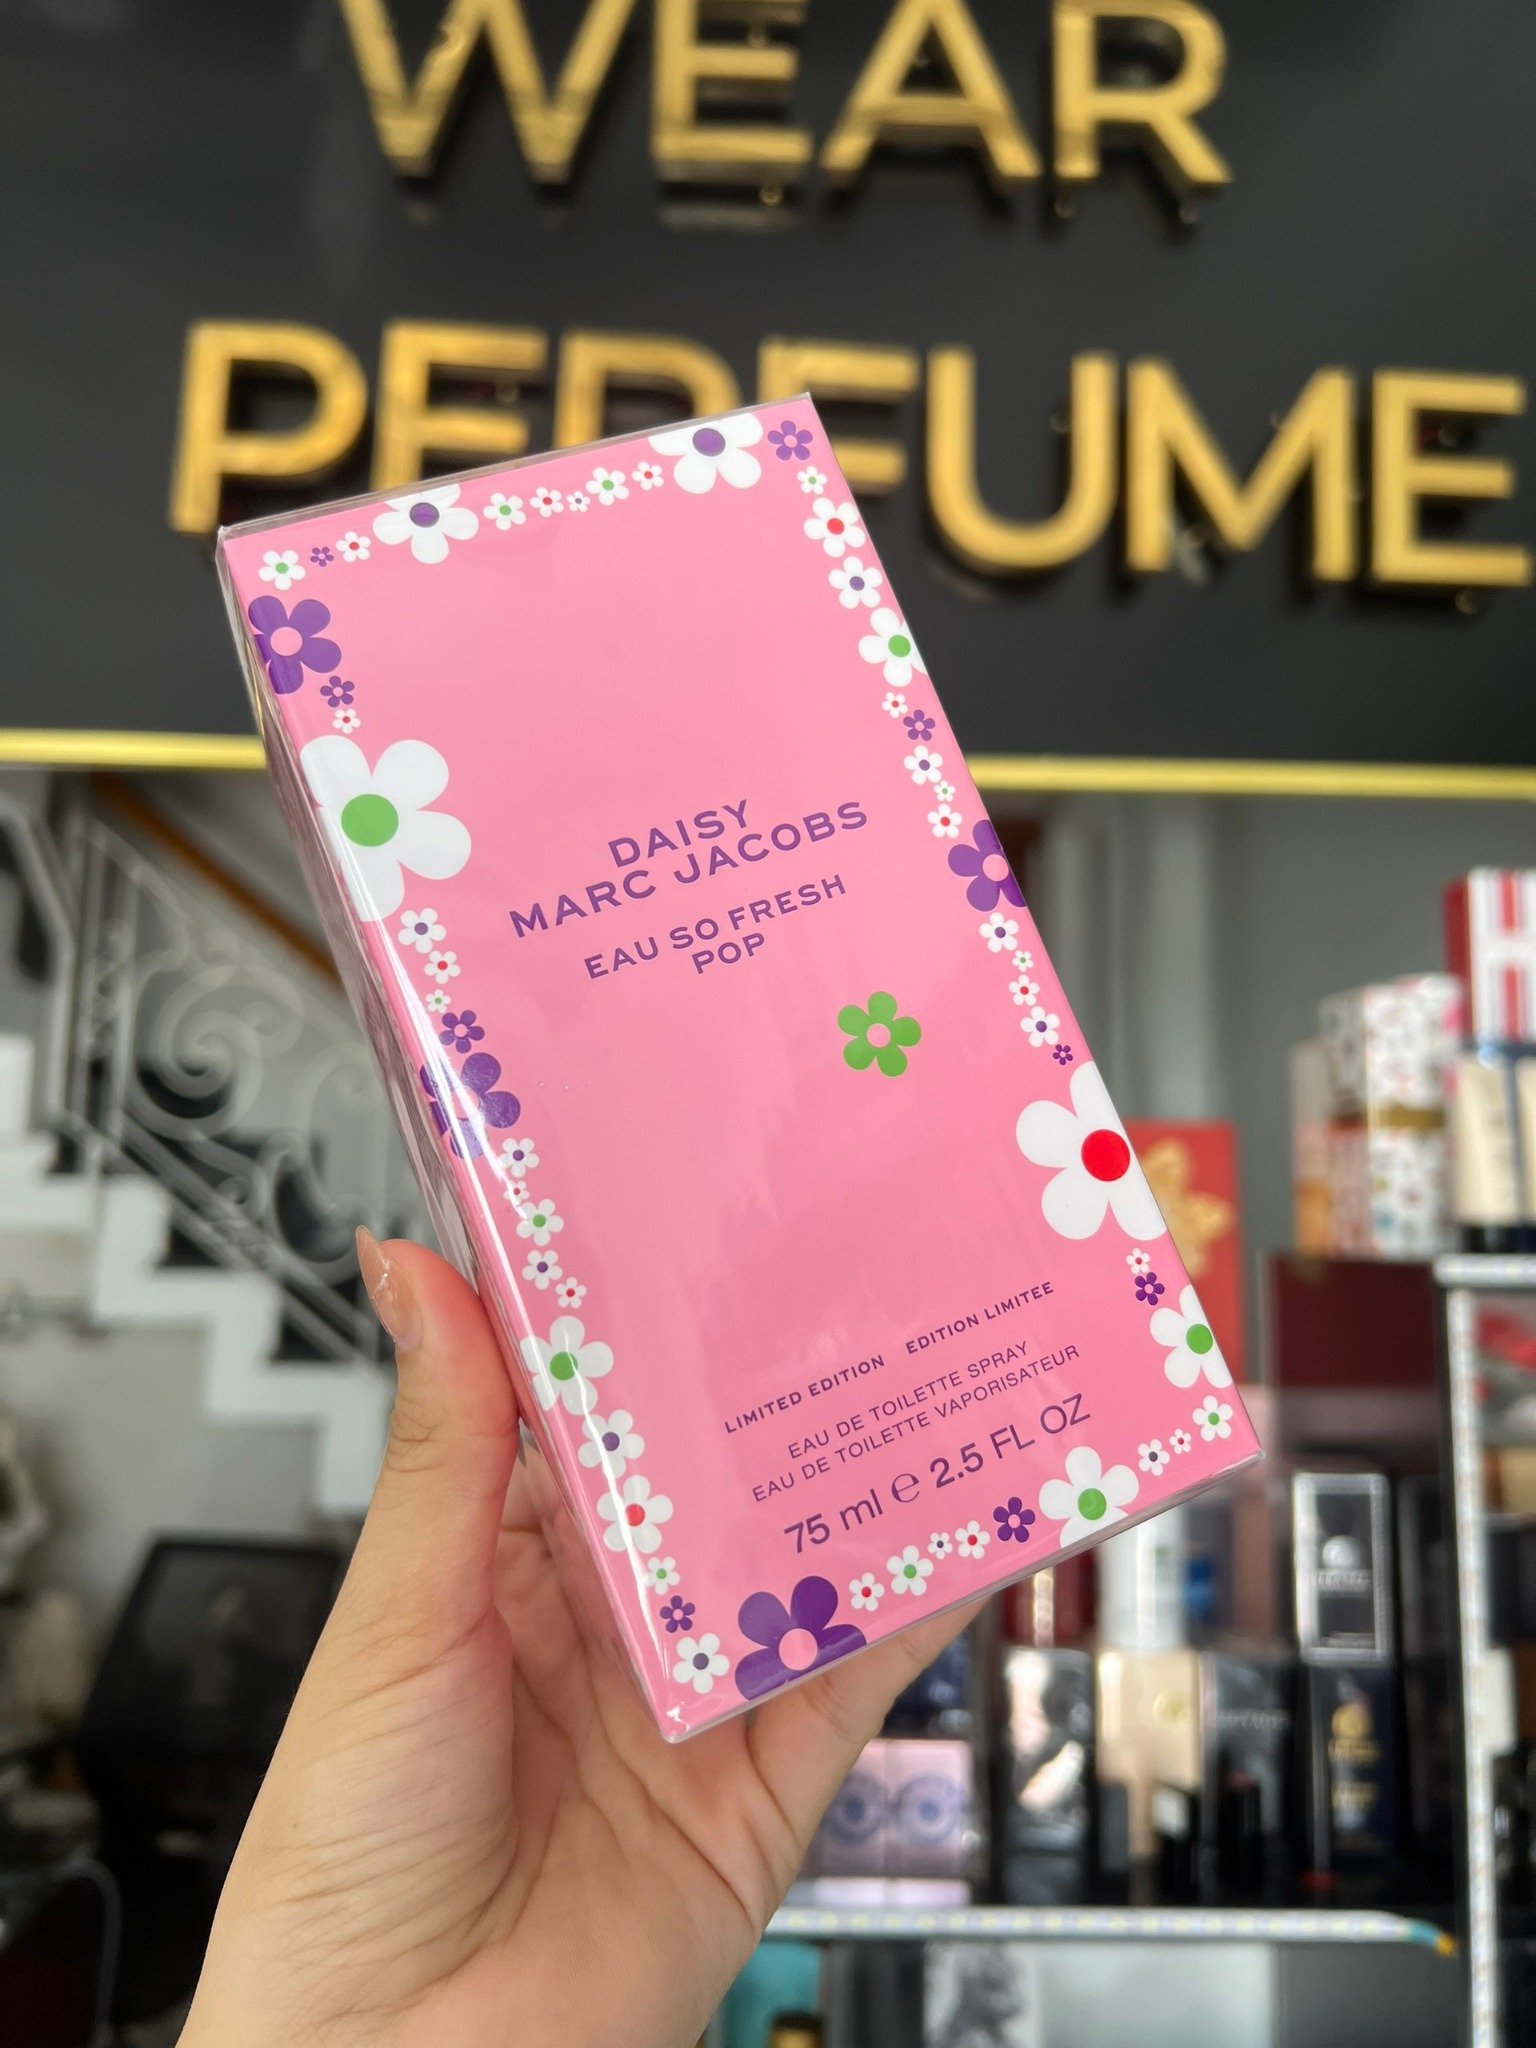 WEAR
PERFUME
DAISY
MARC JACOBS
EAU SO FRESH
POP
LIMITED EDITION EDITION LIMITEE
EAU DE TOILETTE SPRAY
EAU DE TOILETTE VAPORISATEUR
75 ml e 2.5 FL OZ